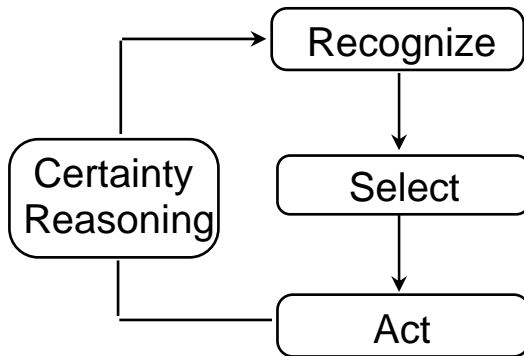 Recognize
Certainty
Reasoning
Select
Act